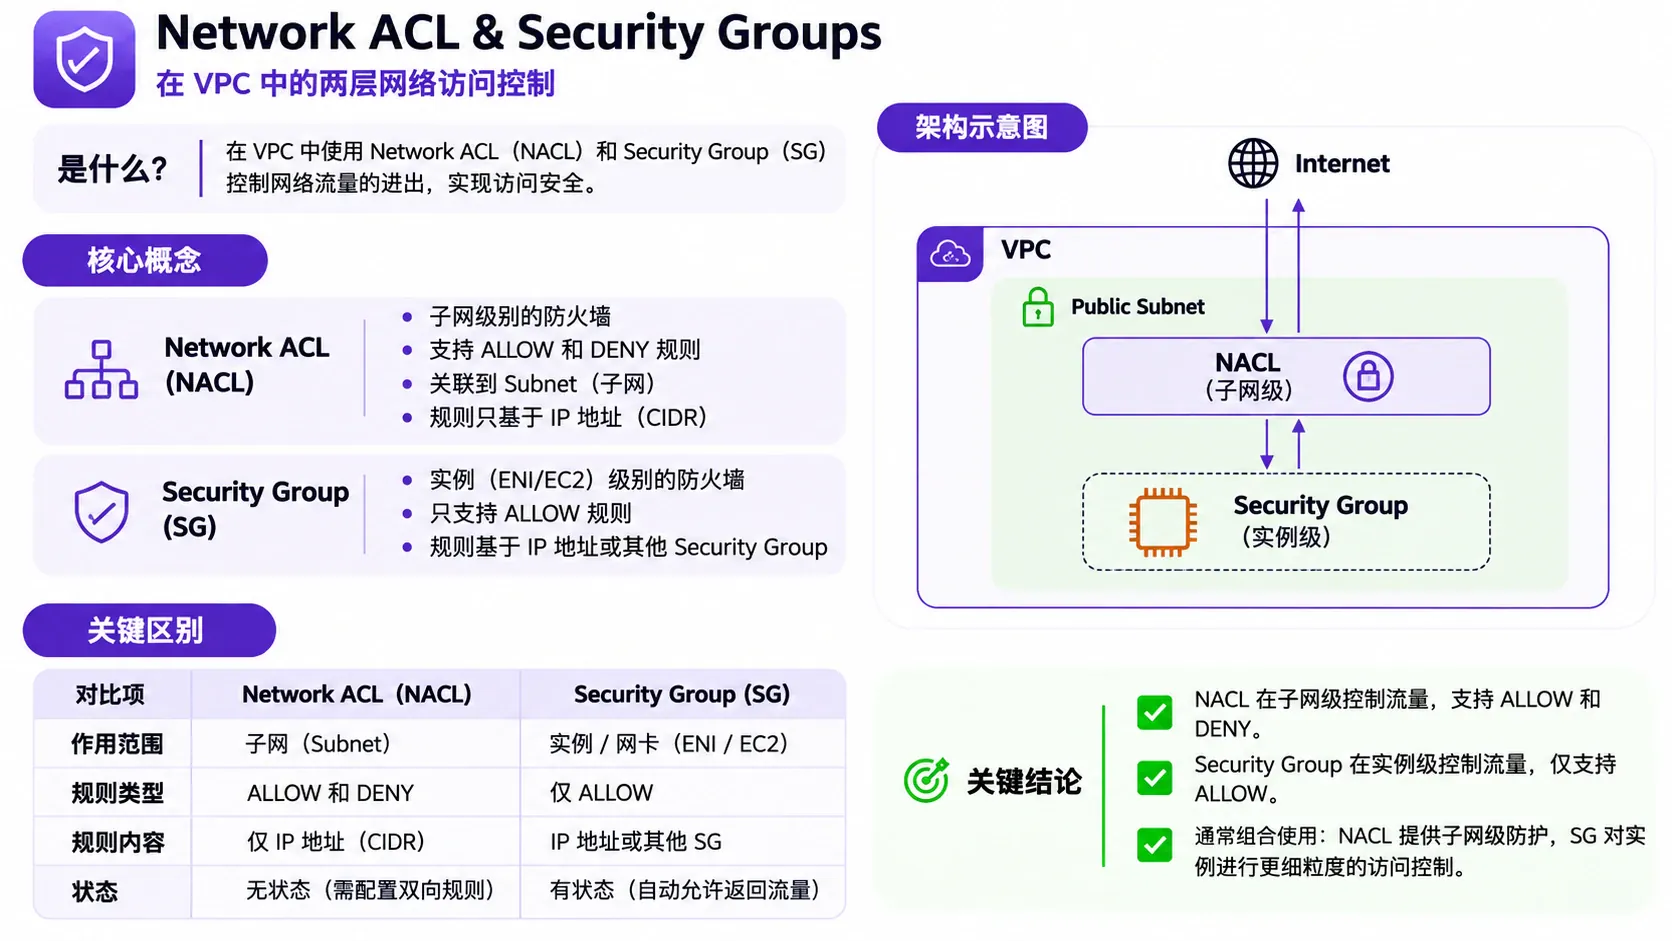 Network ACL & Security Groups
在 VPC 中的两层网络访问控制
是什么?
在 VPC 中使用 Network ACL（NACL）和 Security Group（SG）
控制网络流量的进出，实现访问安全。
核心概念
Network ACL
(NACL)
子网级别的防火墙
支持 ALLOW 和 DENY 规则
关联到 Subnet（子网）
规则只基于 IP 地址（CIDR）
Security Group
(SG)
实例（ENI/EC2）级别的防火墙
只支持 ALLOW 规则
规则基于 IP 地址或其他 Security Group
关键区别
对比项 Network ACL（NACL） Security Group (SG)
作用范围 子网（Subnet） 实例 / 网卡（ENI / EC2）
规则类型 ALLOW 和 DENY 仅 ALLOW
规则内容 仅 IP 地址（CIDR） IP 地址或其他 SG
状态 无状态（需配置双向规则） 有状态（自动允许返回流量）
架构示意图
Internet
VPC
Public Subnet
NACL
（子网级）
Security Group
（实例级）
关键结论
NACL 在子网级控制流量，支持 ALLOW 和
DENY。
Security Group 在实例级控制流量，仅支持
ALLOW。
通常组合使用：NACL 提供子网级防护，SG 对实
例进行更细粒度的访问控制。